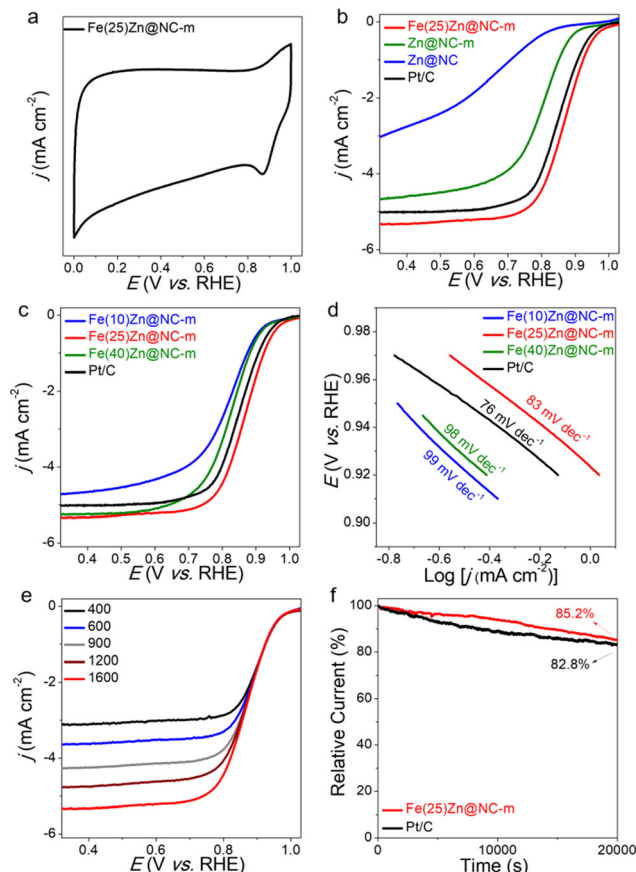 a
Fe(25)Zn@NC-m
j (mA cm⁻²)
0.0 0.2 0.4 0.6 0.8 1.0
E (V vs. RHE)
b
Fe(25)Zn@NC-m
Zn@NC-m
Zn@NC
Pt/C
0
-2
-4
-6
j (mA cm⁻²)
0.4 0.6 0.8 1.0
E (V vs. RHE)
c
Fe(10)Zn@NC-m
Fe(25)Zn@NC-m
Fe(40)Zn@NC-m
Pt/C
0
-2
-4
-6
j (mA cm⁻²)
0.4 0.5 0.6 0.7 0.8 0.9 1.0
E (V vs. RHE)
d
Fe(10)Zn@NC-m
Fe(25)Zn@NC-m
Fe(40)Zn@NC-m
Pt/C
0.98
0.96
0.94
0.92
0.90
E (V vs. RHE)
83 mV dec⁻¹
76 mV dec⁻¹
98 mV dec⁻¹
99 mV dec⁻¹
-0.8 -0.4 0.0
Log [j (mA cm⁻²)]
e
400
600
900
1200
1600
0
-2
-4
-6
j (mA cm⁻²)
0.4 0.6 0.8 1.0
E (V vs. RHE)
f
100
80
60
40
20
0
Relative Current (%)
85.2%
82.8%
Fe(25)Zn@NC-m
Pt/C
0 10000 20000
Time (s)